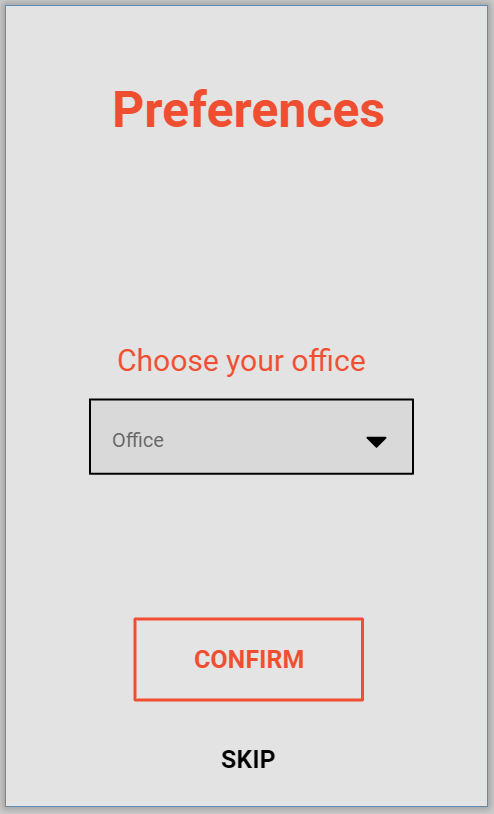 Preferences
Choose your office
Office
CONFIRM
SKIP